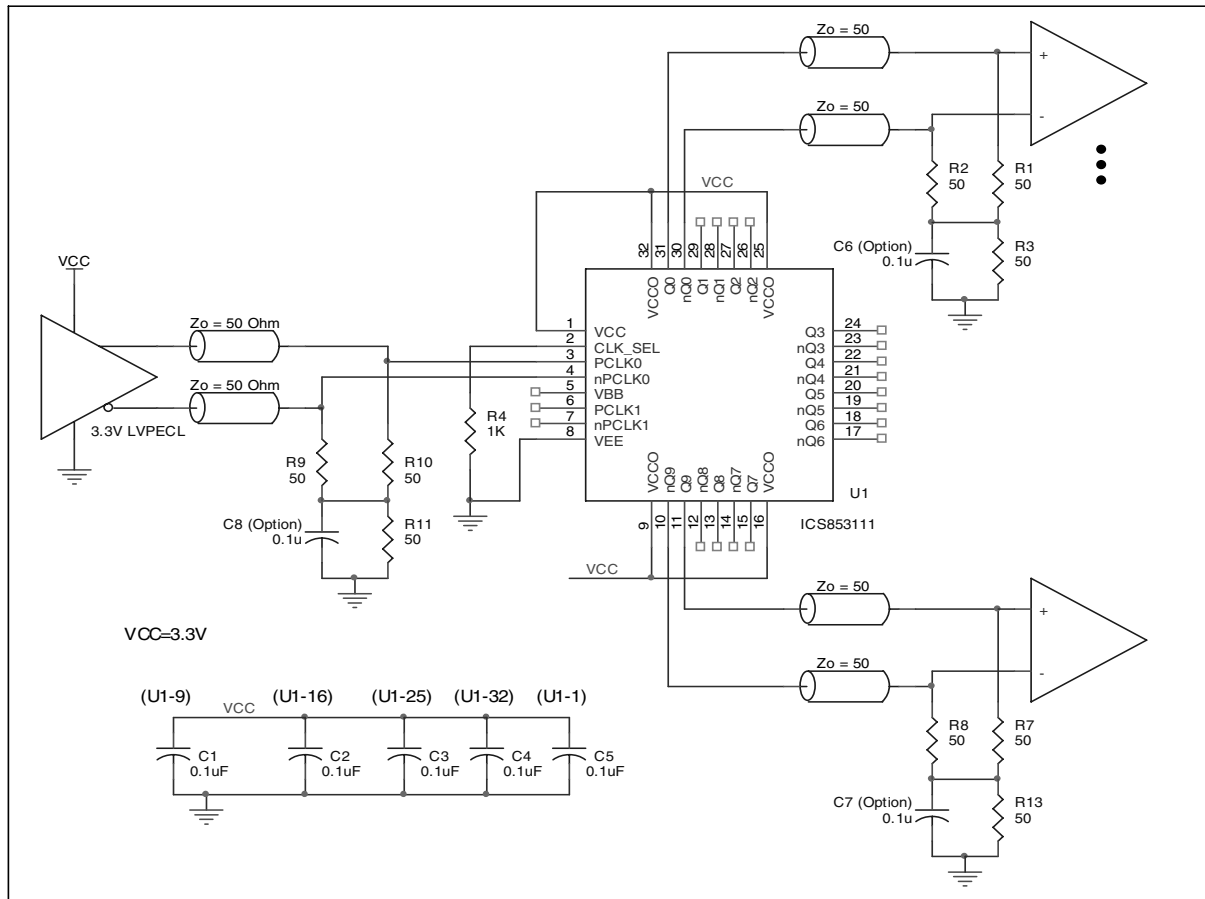 Zo = 50
+
Zo = 50
-
R2
50
R1
50
C6 (Option)
0.1u
R3
50
VCC
32
31
30
29
28
27
26
25
VCCO
Q0
nQ0
Q1
nQ1
Q2
nQ2
VCCO
VCC
Zo = 50 Ohm
Zo = 50 Ohm
3.3V LVPECL
R9
50
R10
50
C8 (Option)
0.1u
R11
50
R4
1K
1
2
3
4
5
6
7
8
VCC
CLK_SEL
PCLK0
nPCLK0
VBB
PCLK1
nPCLK1
VEE
Q3
nQ3
Q4
nQ4
Q5
nQ5
Q6
nQ6
24
23
22
21
20
19
18
17
VCCO
nQ9
Q9
nQ8
Q8
nQ7
Q7
VCCO
9
10
11
12
13
14
15
16
U1
ICS853111
VCC
Zo = 50
+
Zo = 50
-
R8
50
R7
50
C7 (Option)
0.1u
R13
50
VCC=3.3V
(U1-9) (U1-16) (U1-25) (U1-32) (U1-1)
VCC
C1
0.1uF
C2
0.1uF
C3
0.1uF
C4
0.1uF
C5
0.1uF